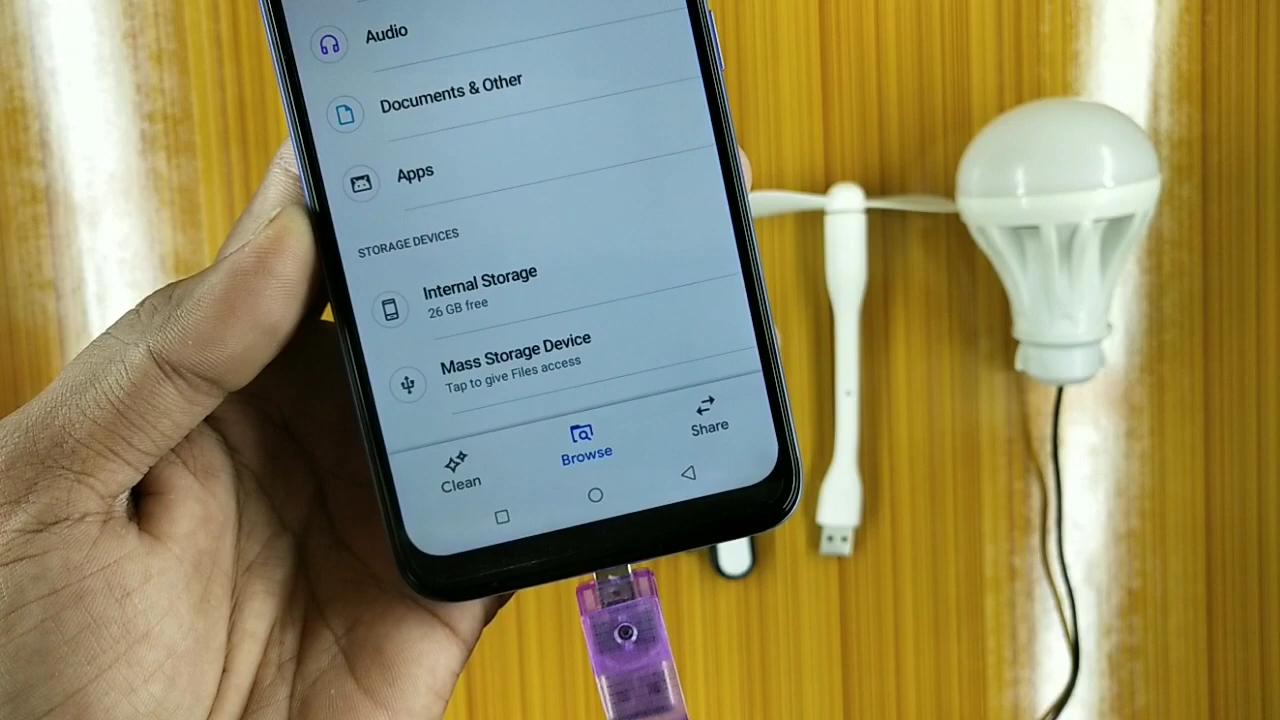 Audio
Documents & Other
Apps
STORAGE DEVICES
Internal Storage
26 GB free
Mass Storage Device
Tap to give Files access
Clean
Browse
Share